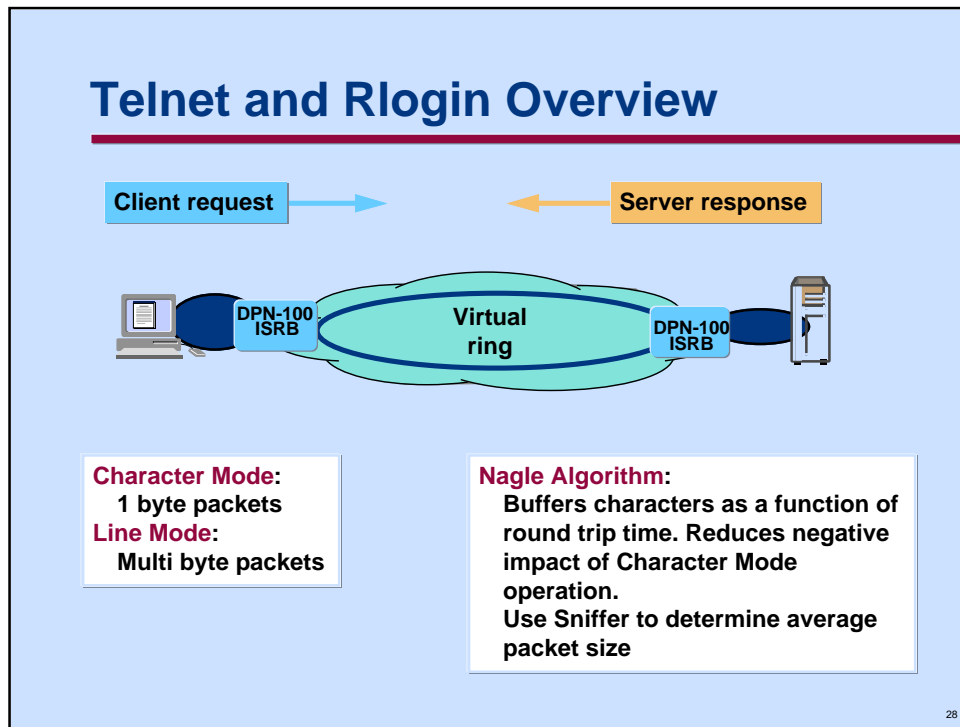 Telnet and Rlogin Overview
Client request
Server response
DPN-100
ISRB
Virtual
ring
DPN-100
ISRB
Character Mode:
1 byte packets
Line Mode:
Multi byte packets
Nagle Algorithm:
Buffers characters as a function of
round trip time. Reduces negative
impact of Character Mode
operation.
Use Sniffer to determine average
packet size
28